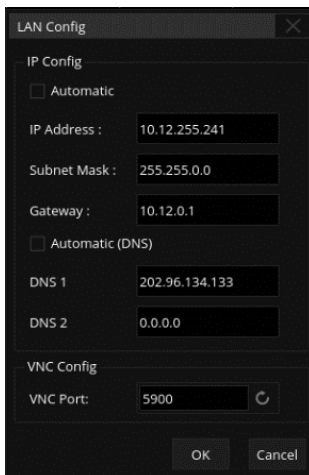 LAN Config
IP Config
Automatic
IP Address : 10.12.255.241
Subnet Mask : 255.255.0.0
Gateway : 10.12.0.1
Automatic (DNS)
DNS 1 202.96.134.133
DNS 2 0.0.0.0
VNC Config
VNC Port: 5900
OK Cancel